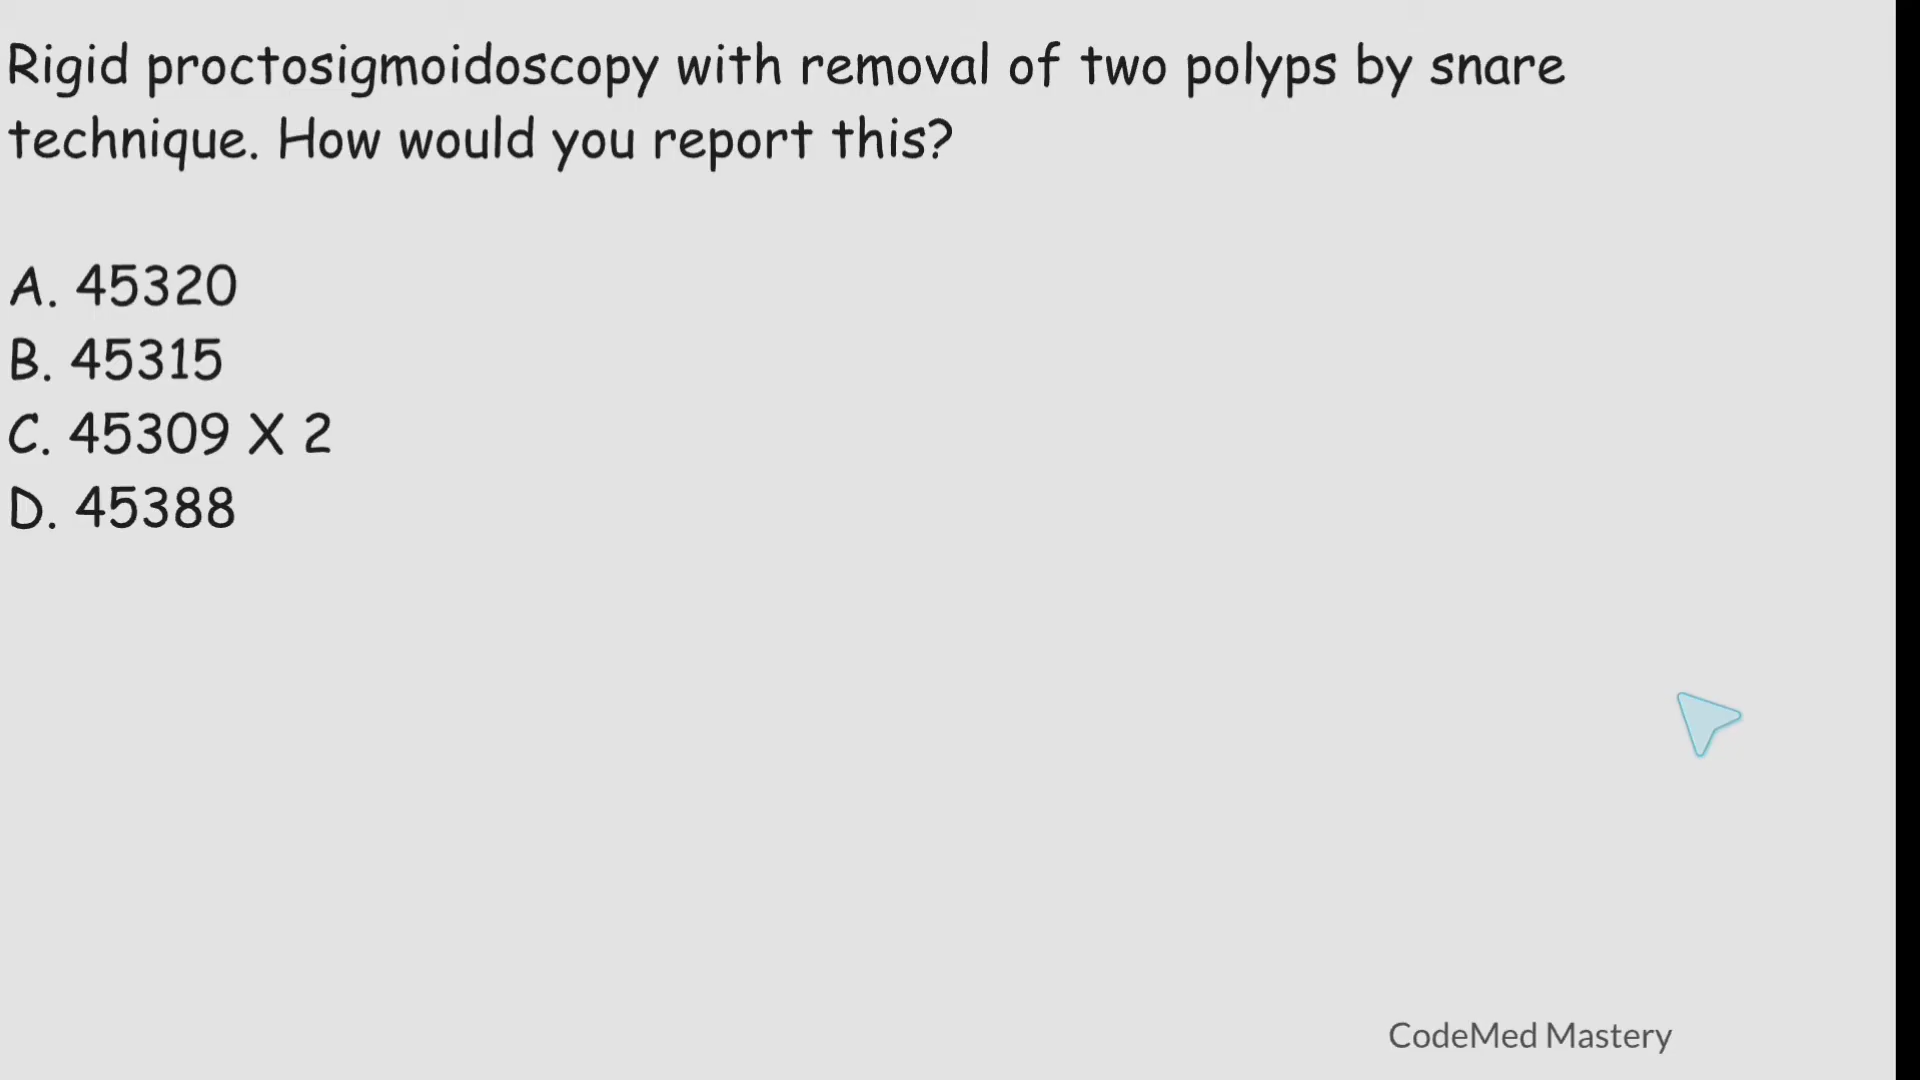 Rigid proctosigmoidoscopy with removal of two polyps by snare
technique. How would you report this?
A. 45320
B. 45315
C. 45309 X 2
D. 45388
CodeMed Mastery